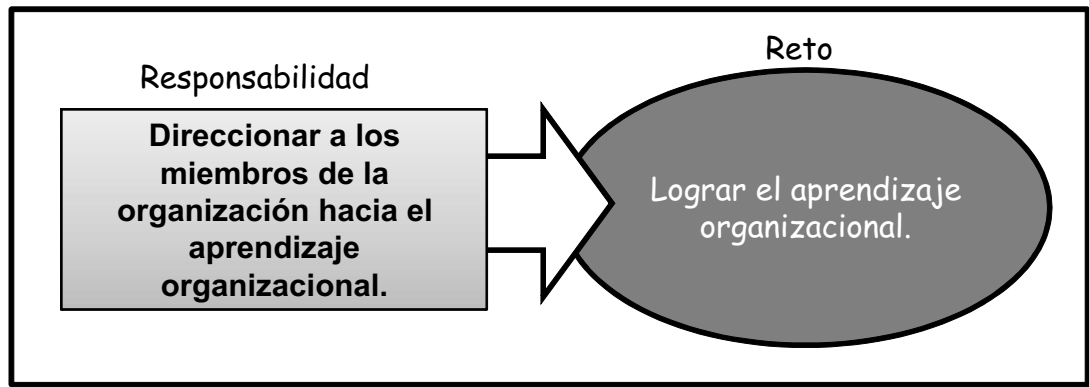 Responsabilidad
Direccionar a los
miembros de la
organización hacia el
aprendizaje
organizacional.
Reto
Lograr el aprendizaje
organizacional.